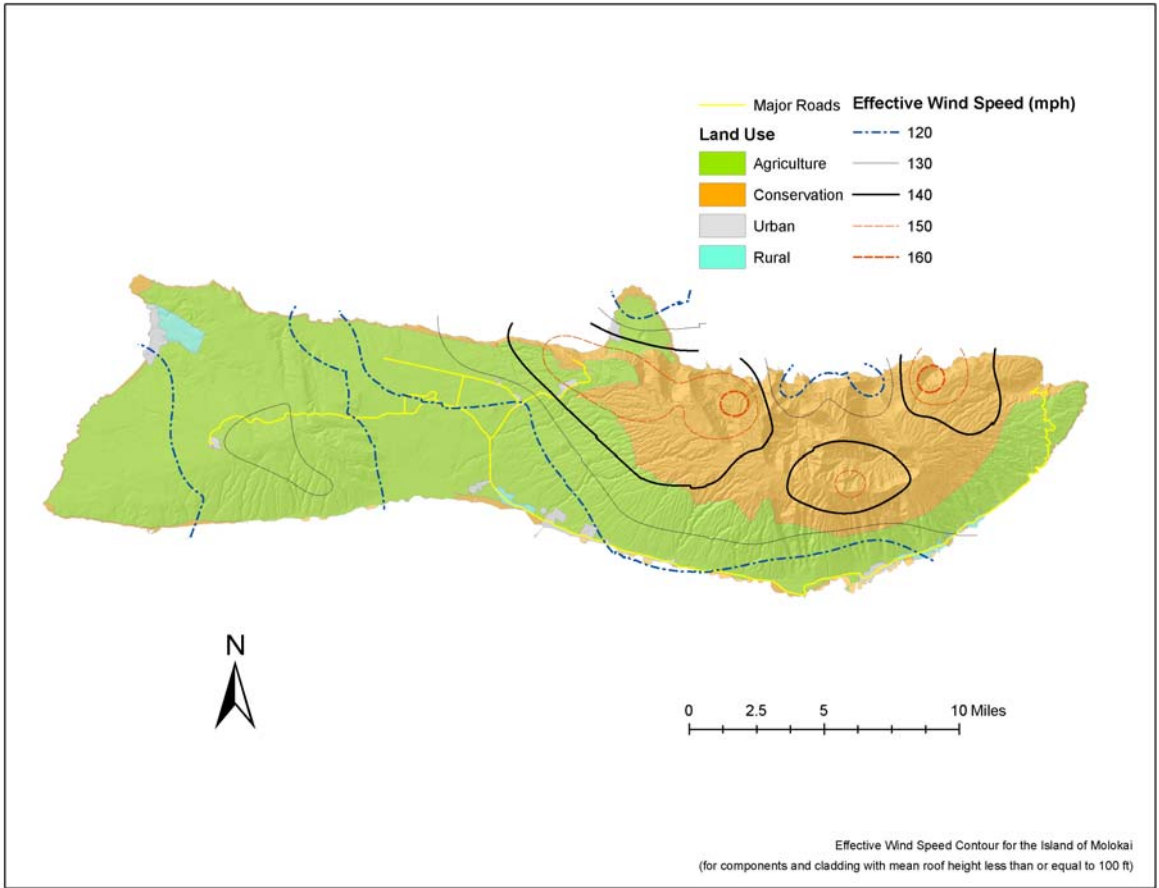 Major Roads
Land Use
Agriculture
Conservation
Urban
Rural
Effective Wind Speed (mph)
120
130
140
150
160
N
0 2.5 5 10 Miles
Effective Wind Speed Contour for the Island of Molokai
(for components and cladding with mean roof height less than or equal to 100 ft)